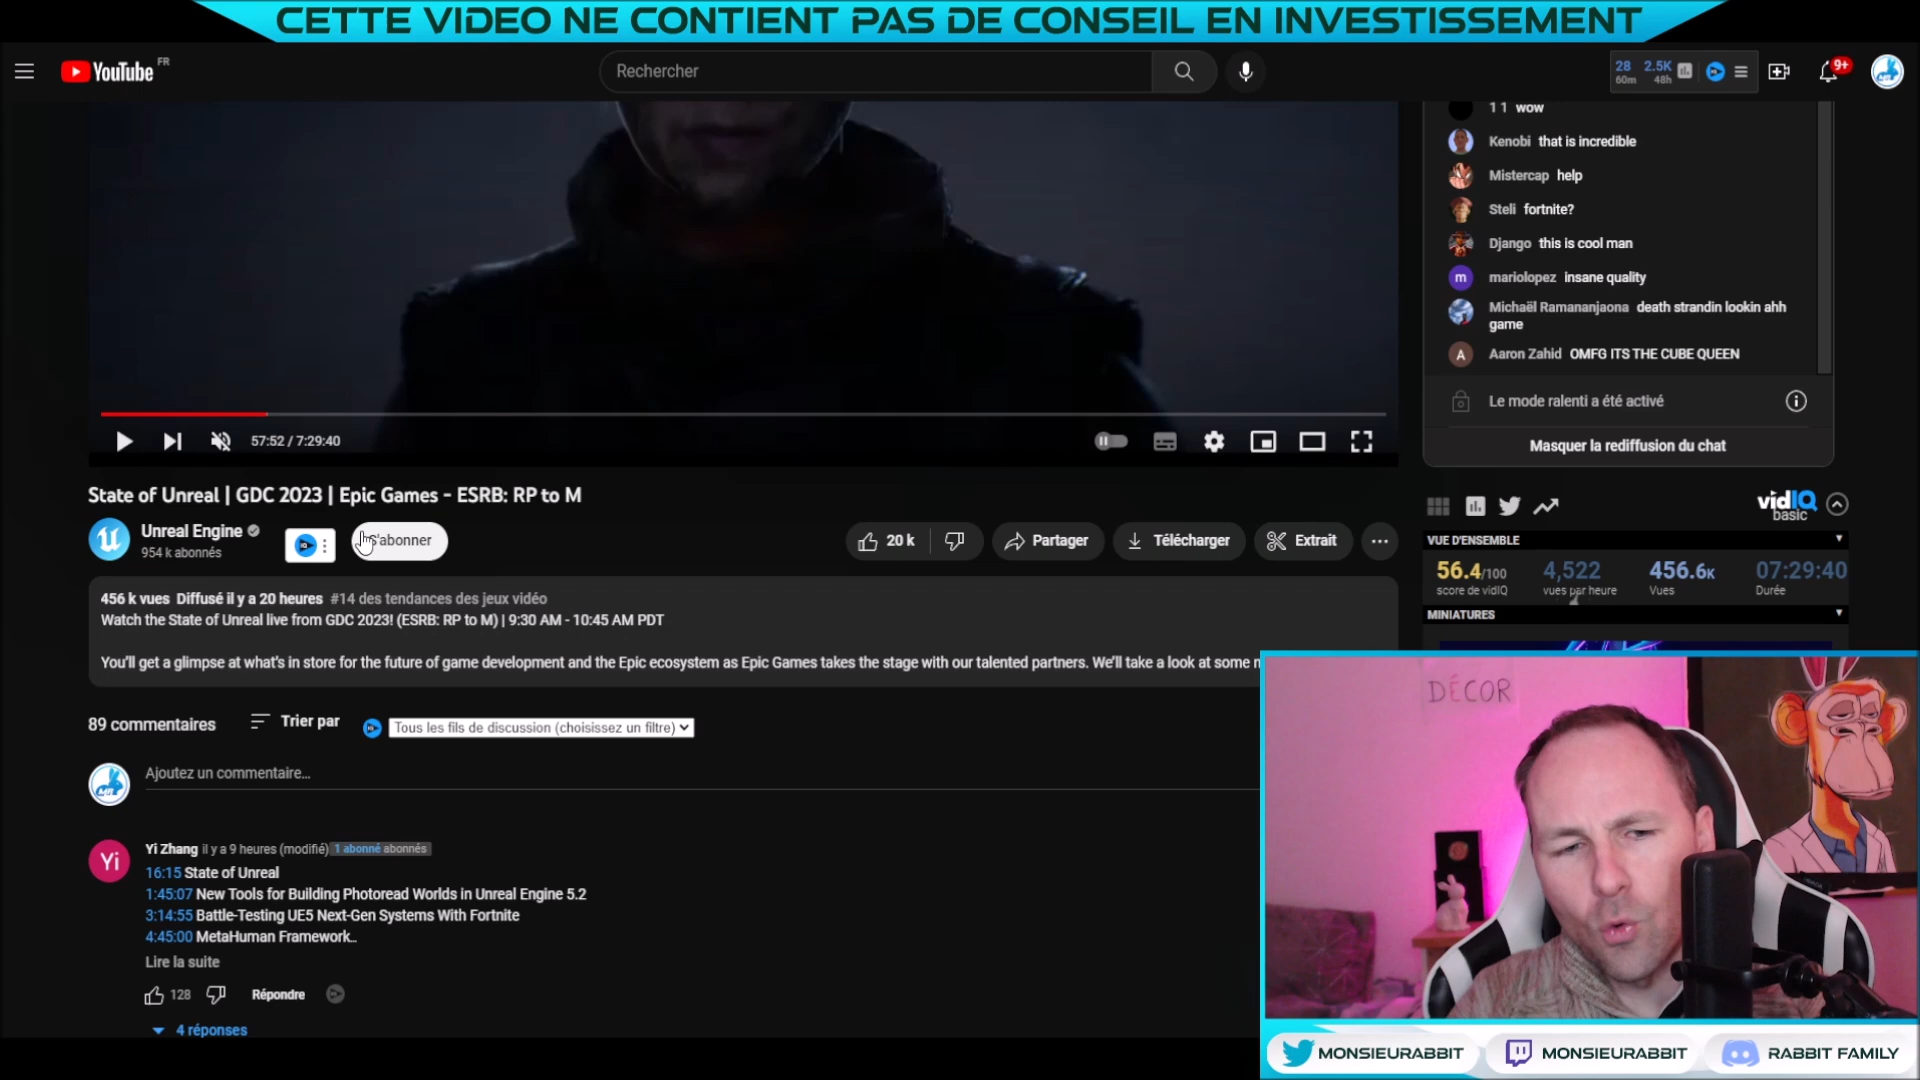 CETTE VIDEO NE CONTIENT PAS DE CONSEIL EN INVESTISSEMENT
YouTube FR
Rechercher
28 60m 2.5K 48h
9+
1 1 wow
Kenobi that is incredible
Mistercap help
Steli fortnite?
Django this is cool man
m mariolopez insane quality
Michaël Ramananjaona death strandin lookin ahh
game
A Aaron Zahid OMFG ITS THE CUBE QUEEN
Le mode ralenti a été activé
Masquer la rediffusion du chat
57:52 / 7:29:40
State of Unreal | GDC 2023 | Epic Games - ESRB: RP to M
Unreal Engine
954 k abonnés
S'abonner
20 k
Partager
Télécharger
Extrait
vidIQ
basic
VUE D'ENSEMBLE
56.4/100 4,522 456.6K 07:29:40
score de vidIQ vues par heure Vues Durée
MINIATURES
456 k vues Diffusé il y a 20 heures #14 des tendances des jeux vidéo
Watch the State of Unreal live from GDC 2023! (ESRB: RP to M) | 9:30 AM - 10:45 AM PDT
You'll get a glimpse at what's in store for the future of game development and the Epic ecosystem as Epic Games takes the stage with our talented partners. We'll take a look at some
89 commentaires
Trier par
Tous les fils de discussion (choisissez un filtre)
Ajoutez un commentaire...
Yi
Yi Zhang il y a 9 heures (modifié) 1 abonné abonnés
16:15 State of Unreal
1:45:07 New Tools for Building Photoread Worlds in Unreal Engine 5.2
3:14:55 Battle-Testing UE5 Next-Gen Systems With Fortnite
4:45:00 MetaHuman Framework...
Lire la suite
128
Répondre
4 réponses
DÉCOR
MONSIEURRABBIT
MONSIEURRABBIT
RABBIT FAMILY